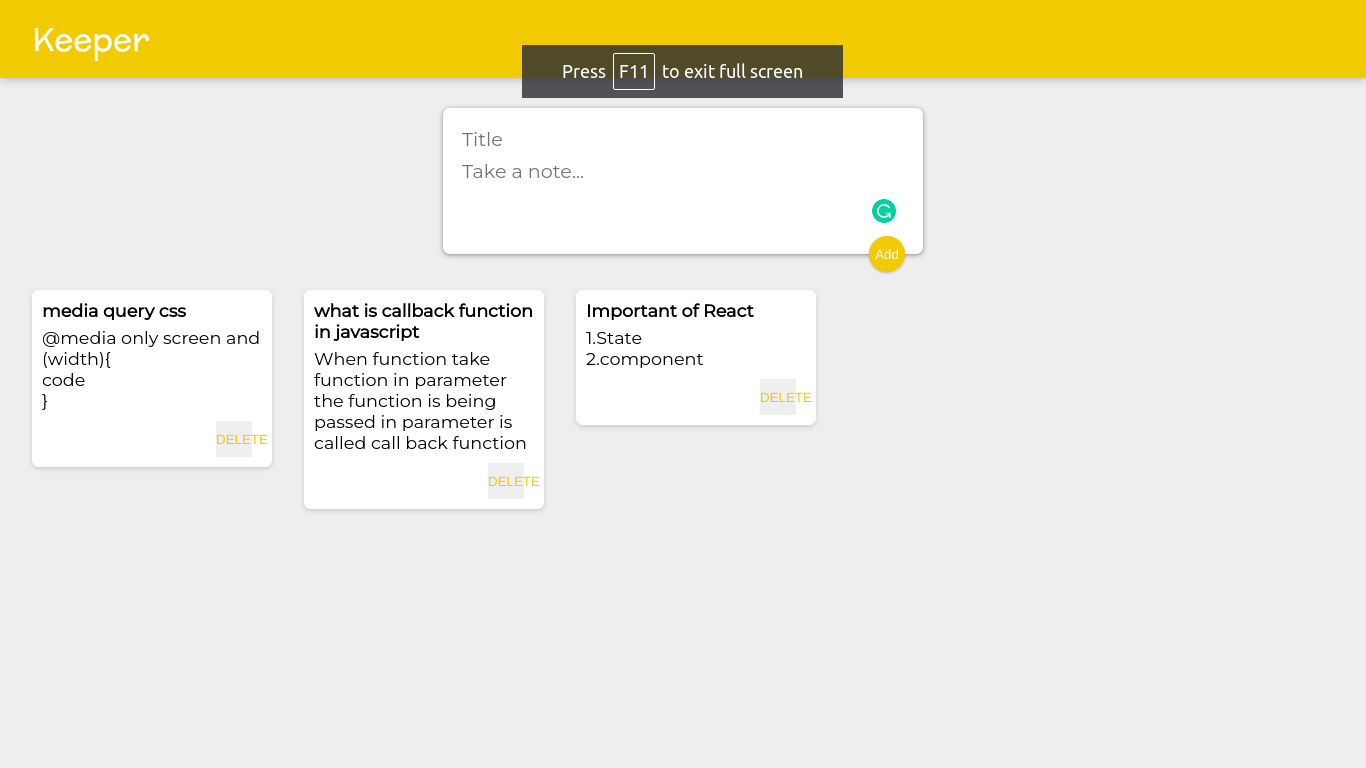 Keeper
Press F11 to exit full screen
Title
Take a note...
Add
media query css
@media only screen and
(width){
code
}
DELETE
what is callback function
in javascript
When function take
function in parameter
the function is being
passed in parameter is
called call back function
DELETE
Important of React
1.State
2.component
DELETE